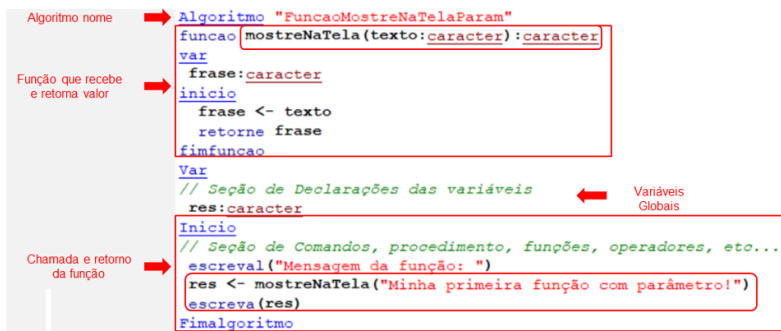 Algoritmo nome
Algoritmo "FuncaoMostreNaTelaParam"
funcao mostreNaTela(texto:caracter):caracter
var
frase:caracter
Função que recebe
e retorna valor
inicio
frase <- texto
retorne frase
fimfuncao
Var
// Seção de Declarações das variáveis
res:caracter
Variáveis
Globais
Inicio
// Seção de Comandos, procedimento, funções, operadores, etc...
Chamada e retorno
da função
escreval("Mensagem da função: ")
res <- mostreNaTela("Minha primeira função com parâmetro!")
escreva(res)
Fimalgoritmo